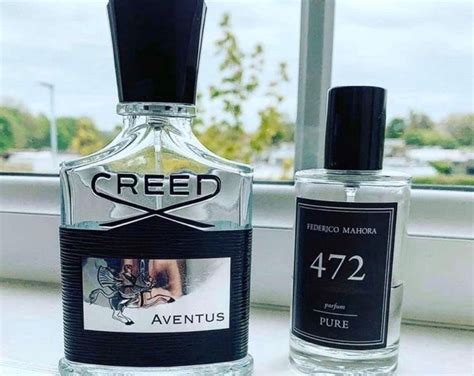 CREED
AVENTUS
FEDERICO MAHORA
472
parfum
PURE